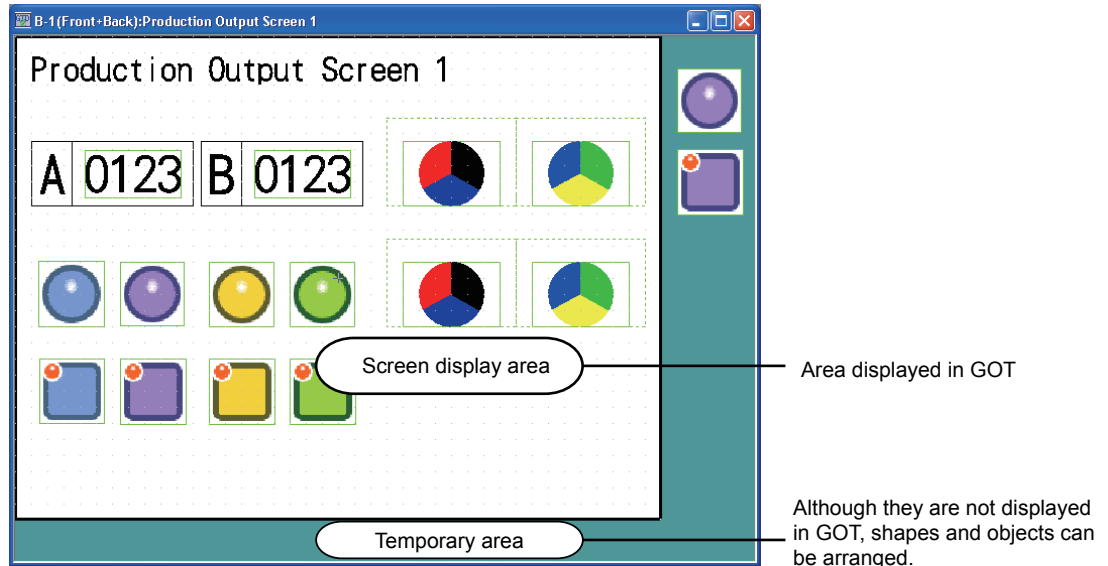 B-1(Front+Back):Production Output Screen 1
Production Output Screen 1
A 0123 B 0123
Screen display area
Area displayed in GOT
Temporary area
Although they are not displayed
in GOT, shapes and objects can
be arranged.